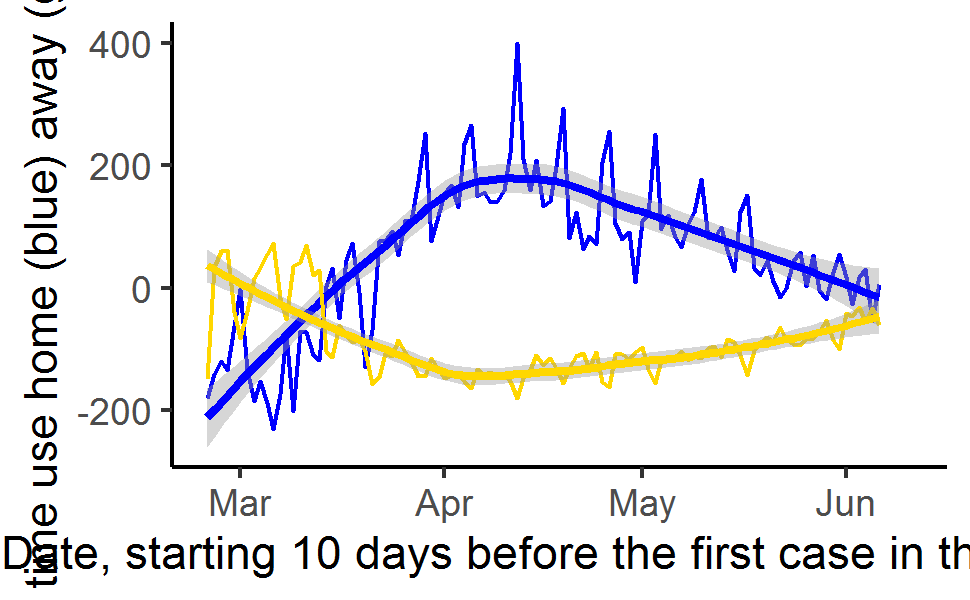 time use home (blue) away (
400
200
0
-200
Mar Apr May Jun
Date, starting 10 days before the first case in th